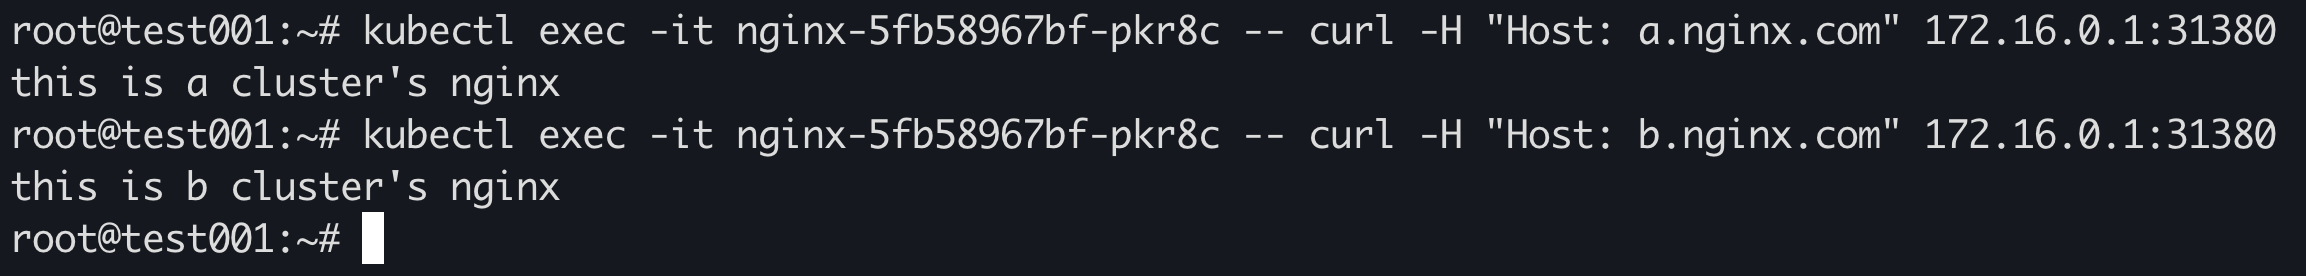 root@test001:~# kubectl exec -it nginx-5fb58967bf-pkr8c -- curl -H "Host: a.nginx.com" 172.16.0.1:31380
this is a cluster's nginx
root@test001:~# kubectl exec -it nginx-5fb58967bf-pkr8c -- curl -H "Host: b.nginx.com" 172.16.0.1:31380
this is b cluster's nginx
root@test001:~#